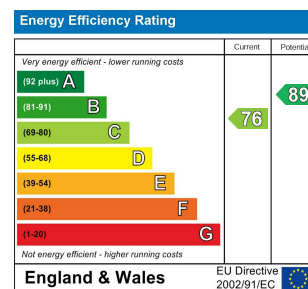 Energy Efficiency Rating
Current Potentia
Very energy efficient - lower running costs
(92 plus) A
(81-91) B
89
(69-80) C
76
(55-68) D
(39-54) E
(21-38) F
(1-20) G
Not energy efficient - higher running costs
England & Wales
EU Directive
2002/91/EC